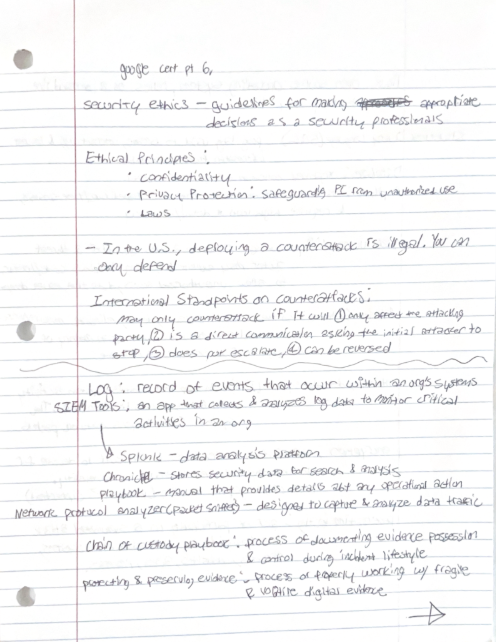 google cert pt 6,
security ethics – guidelines for making appropriate
decisions as a security professionals
Ethical Principles :
• confidentiality
• Privacy Protection: safeguarding PI from unauthorized use
• Laws
– In the U.S., deploying a counterattack is illegal. You can
only defend
International Standpoints on counterattacks:
may only counterattack if it will ① only affect the attacking
party, ② is a direct communication asking the initial attacker to
stop, ③ does not escalate, ④ can be reversed
Log : record of events that occur within an org's systems
SIEM Tools : an app that collects & analyzes log data to monitor critical
activities in an org
Splunk – data analysis platform
Chronicle – stores security data for search & analysis
playbook – manual that provides details abt any operational action
Network protocol analyzer (packet sniffer) – designed to capture & analyze data traffic
Chain of custody playbook : process of documenting evidence possession
& control during incident lifestyle
protecting & preserving evidence : process of properly working w/ fragile
& volatile digital evidence